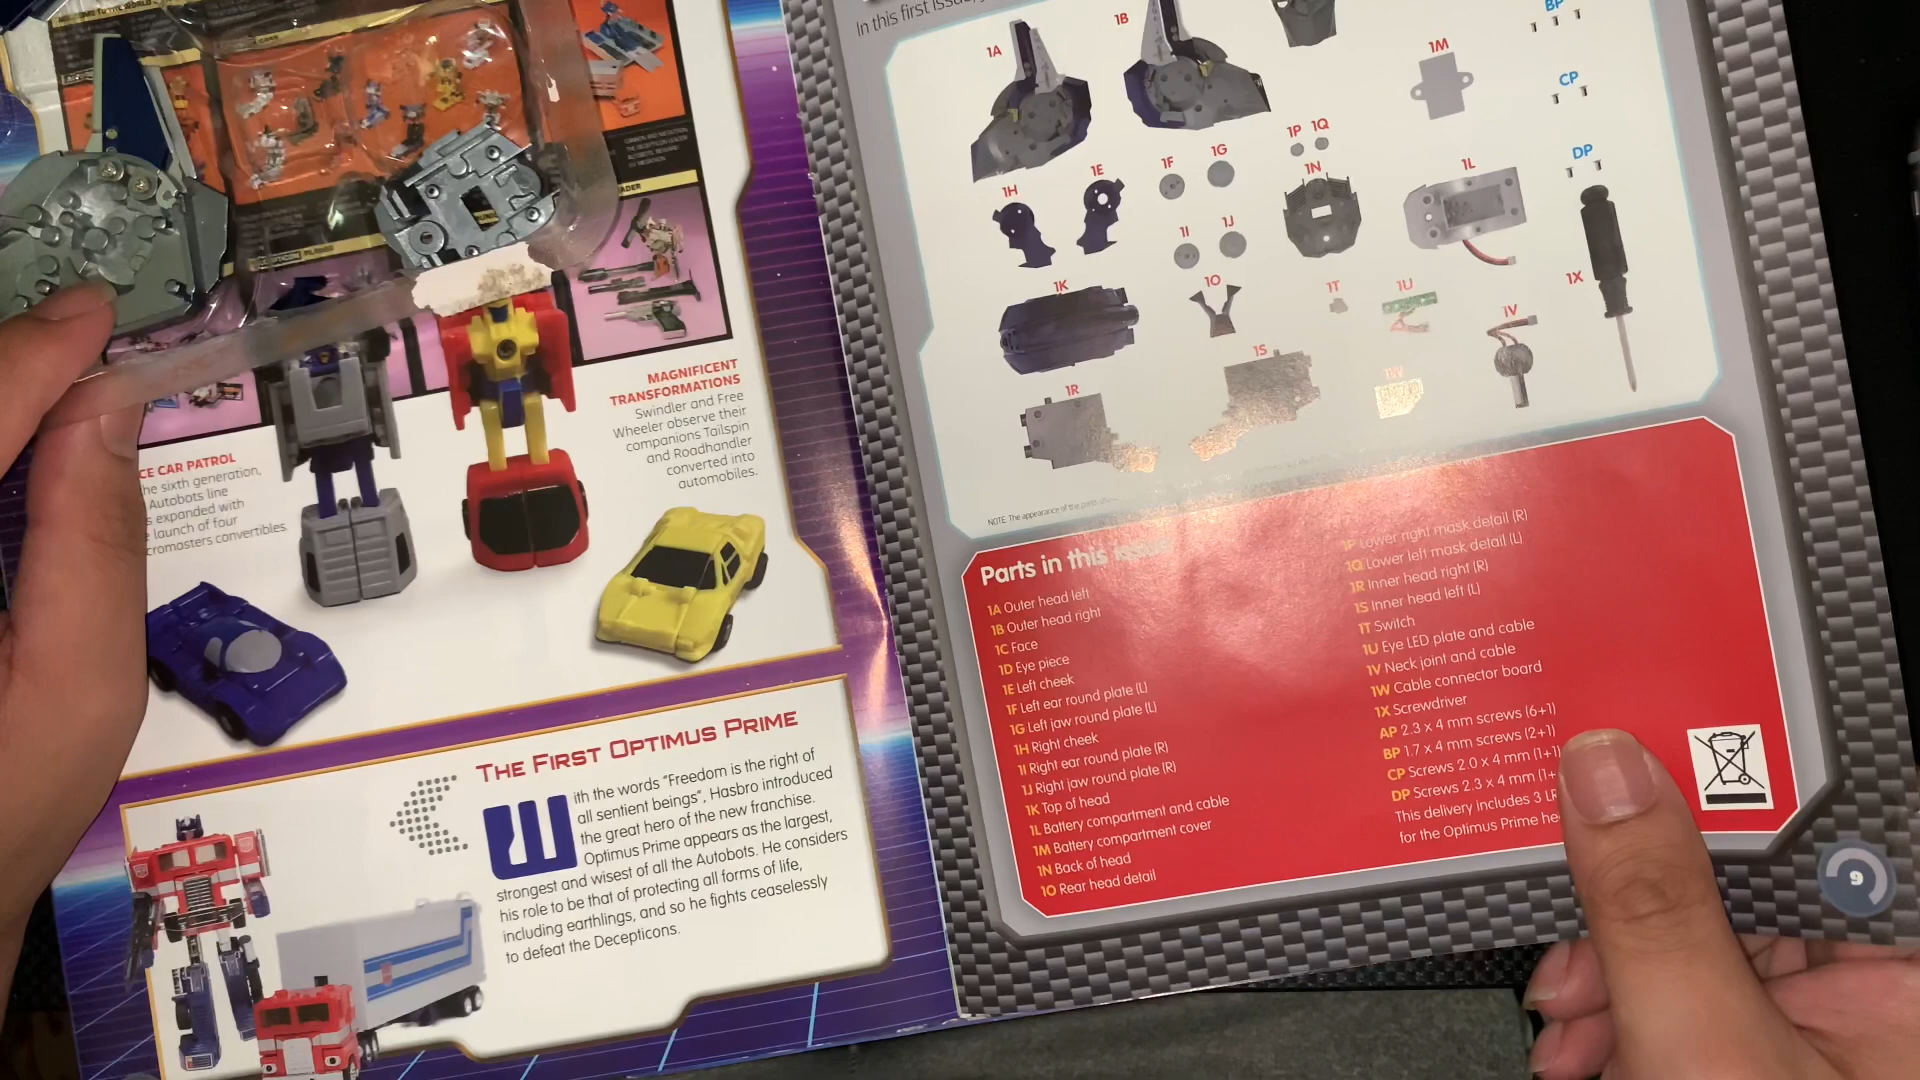 MAGNIFICENT
TRANSFORMATIONS
Swindler and Free
Wheeler observe their
companions Tailspin
and Roadhandler
converted into
automobiles.
CE CAR PATROL
he sixth generation,
Autobots line
s expanded with
launch of four
cromasters convertibles.
THE FIRST OPTIMUS PRIME
With the words "Freedom is the right of
all sentient beings", Hasbro introduced
the great hero of the new franchise.
Optimus Prime appears as the largest,
strongest and wisest of all the Autobots. He considers
his role to be that of protecting all forms of life,
including earthlings, and so he fights ceaselessly
to defeat the Decepticons.
In this first issue,
1A
1B
1M
BP
CP
DP
1P
1Q
1N
1L
1F
1G
1H
1E
1I
1J
1K
1O
1T
1U
1V
1X
1R
1S
1W
NOTE: The appearance of the parts
Parts in this issue
1A Outer head left
1B Outer head right
1C Face
1D Eye piece
1E Left cheek
1F Left ear round plate (L)
1G Left jaw round plate (L)
1H Right cheek
1I Right ear round plate (R)
1J Right jaw round plate (R)
1K Top of head
1L Battery compartment and cable
1M Battery compartment cover
1N Back of head
1O Rear head detail
1P Lower right mask detail (R)
1Q Lower left mask detail (L)
1R Inner head right (R)
1S Inner head left (L)
1T Switch
1U Eye LED plate and cable
1V Neck joint and cable
1W Cable connector board
1X Screwdriver
AP 2.3 x 4 mm screws (6+1)
BP 1.7 x 4 mm screws (2+1)
CP Screws 2.0 x 4 mm (1+1)
DP Screws 2.3 x 4 mm (1+
This delivery includes 3 LR
for the Optimus Prime he
9